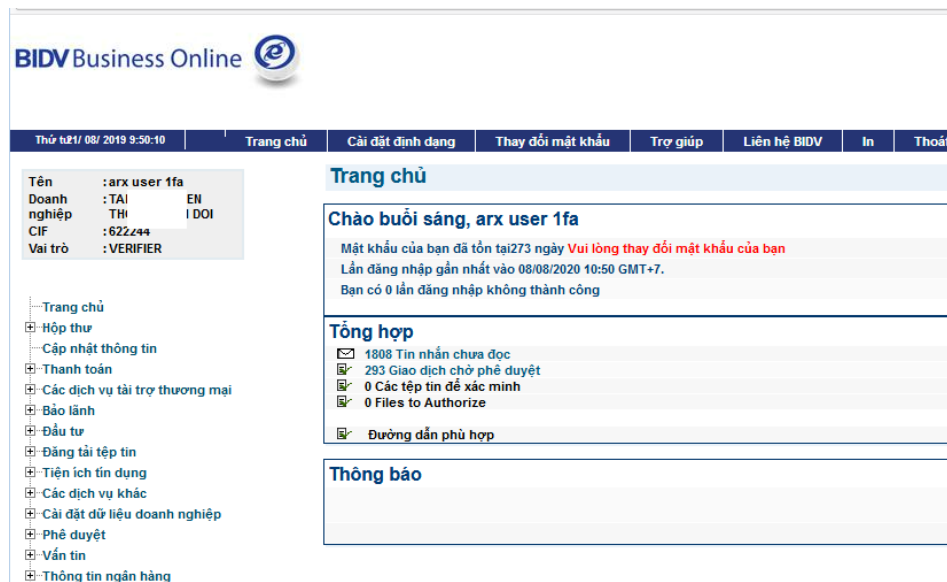 BIDV Business Online
Thứ tư21/ 08/ 2019 9:50:10
Trang chủ
Cài đặt định dạng
Thay đổi mật khẩu
Trợ giúp
Liên hệ BIDV
In
Thoát
Tên : arx user 1fa
Doanh nghiệp : TAI EN
TH I DOI
CIF : 622244
Vai trò : VERIFIER
Trang chủ
Chào buổi sáng, arx user 1fa
Mật khẩu của bạn đã tồn tại273 ngày Vui lòng thay đổi mật khẩu của bạn
Lần đăng nhập gần nhất vào 08/08/2020 10:50 GMT+7.
Bạn có 0 lần đăng nhập không thành công
Tổng hợp
1808 Tin nhắn chưa đọc
293 Giao dịch chờ phê duyệt
0 Các tệp tin để xác minh
0 Files to Authorize
Đường dẫn phù hợp
Thông báo
Trang chủ
Hộp thư
Cập nhật thông tin
Thanh toán
Các dịch vụ tài trợ thương mại
Bảo lãnh
Đầu tư
Đăng tải tệp tin
Tiện ích tín dụng
Các dịch vụ khác
Cài đặt dữ liệu doanh nghiệp
Phê duyệt
Vấn tin
Thông tin ngân hàng